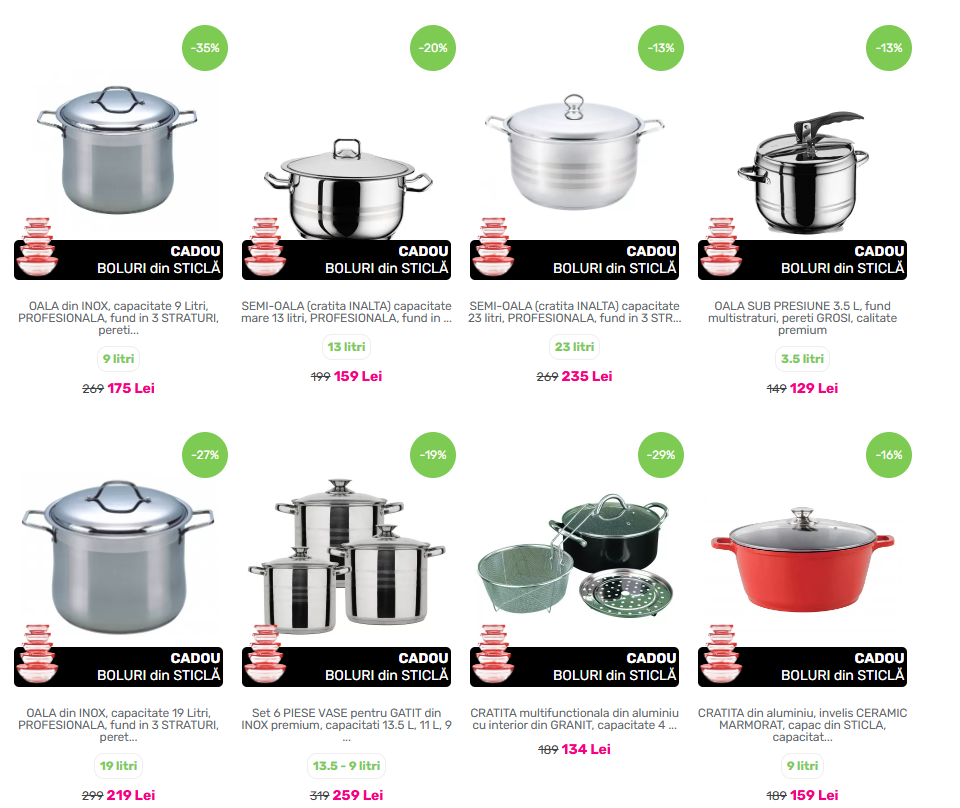 -35%
CADOU
BOLURI din STICLĂ
OALA din INOX, capacitate 9 Litri,
PROFESIONALA, fund in 3 STRATURI,
pereti...
9 litri
269 175 Lei
-20%
CADOU
BOLURI din STICLĂ
SEMI-OALA (cratita INALTA) capacitate
mare 13 litri, PROFESIONALA, fund in ...
13 litri
199 159 Lei
-13%
CADOU
BOLURI din STICLĂ
SEMI-OALA (cratita INALTA) capacitate
23 litri, PROFESIONALA, fund in 3 STR...
23 litri
269 235 Lei
-13%
CADOU
BOLURI din STICLĂ
OALA SUB PRESIUNE 3.5 L, fund
multistraturi, pereti GROSI, calitate
premium
3.5 litri
149 129 Lei
-27%
CADOU
BOLURI din STICLĂ
OALA din INOX, capacitate 19 Litri,
PROFESIONALA, fund in 3 STRATURI,
peret...
19 litri
299 219 Lei
-19%
CADOU
BOLURI din STICLĂ
Set 6 PIESE VASE pentru GATIT din
INOX premium, capacitati 13.5 L, 11 L, 9
...
13.5 - 9 litri
319 259 Lei
-29%
CADOU
BOLURI din STICLĂ
CRATITA multifunctionala din aluminiu
cu interior din GRANIT, capacitate 4 ...
189 134 Lei
-16%
CADOU
BOLURI din STICLĂ
CRATITA din aluminiu, invelis CERAMIC
MARMORAT, capac din STICLA,
capacitat...
9 litri
189 159 Lei